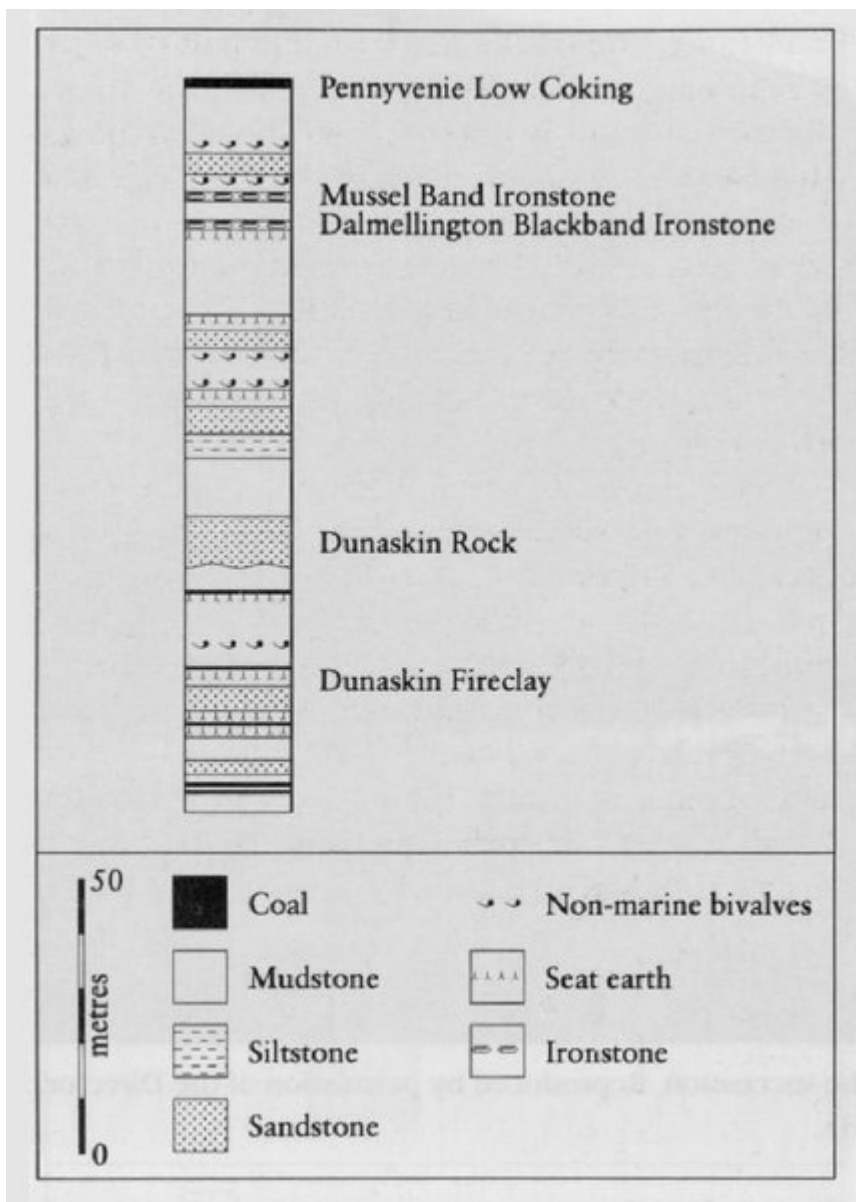 Pennyvenie Low Coking
Mussel Band Ironstone
Dalmellington Blackband Ironstone
Dunaskin Rock
Dunaskin Fireclay
50
metres
0
Coal
Mudstone
Siltstone
Sandstone
Non-marine bivalves
Seat earth
Ironstone